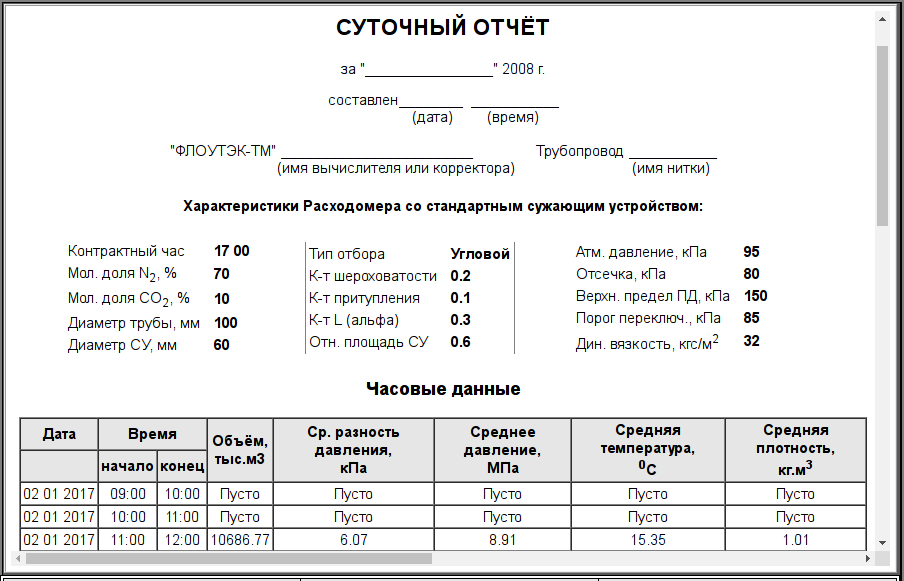 СУТОЧНЫЙ ОТЧЁТ
за "________________" 2008 г.
составлен________ ___________
(дата) (время)
"ФЛОУТЭК-ТМ" ________________________ Трубопровод ___________
(имя вычислителя или корректора) (имя нитки)
Характеристики Расходомера со стандартным сужающим устройством:
Контрактный час 17 00
Мол. доля N2, % 70
Мол. доля CO2, % 10
Диаметр трубы, мм 100
Диаметр СУ, мм 60
Тип отбора Угловой
К-т шероховатости 0.2
К-т притупления 0.1
К-т L (альфа) 0.3
Отн. площадь СУ 0.6
Атм. давление, кПа 95
Отсечка, кПа 80
Верхн. предел ПД, кПа 150
Порог переключ., кПа 85
Дин. вязкость, кгс/м2 32
Часовые данные
Дата Время Объём, тыс.м3 Ср. разность давления, кПа Среднее давление, МПа Средняя температура, 0С Средняя плотность, кг.м3
начало конец
02 01 2017 09:00 10:00 Пусто Пусто Пусто Пусто Пусто
02 01 2017 10:00 11:00 Пусто Пусто Пусто Пусто Пусто
02 01 2017 11:00 12:00 10686.77 6.07 8.91 15.35 1.01